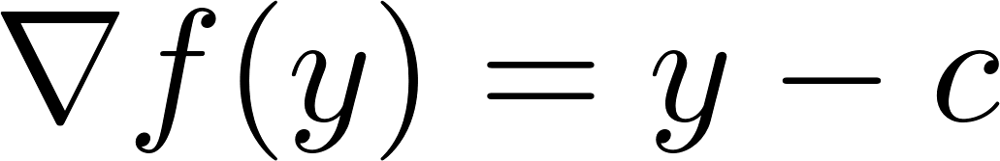 ∇f(y) = y − c